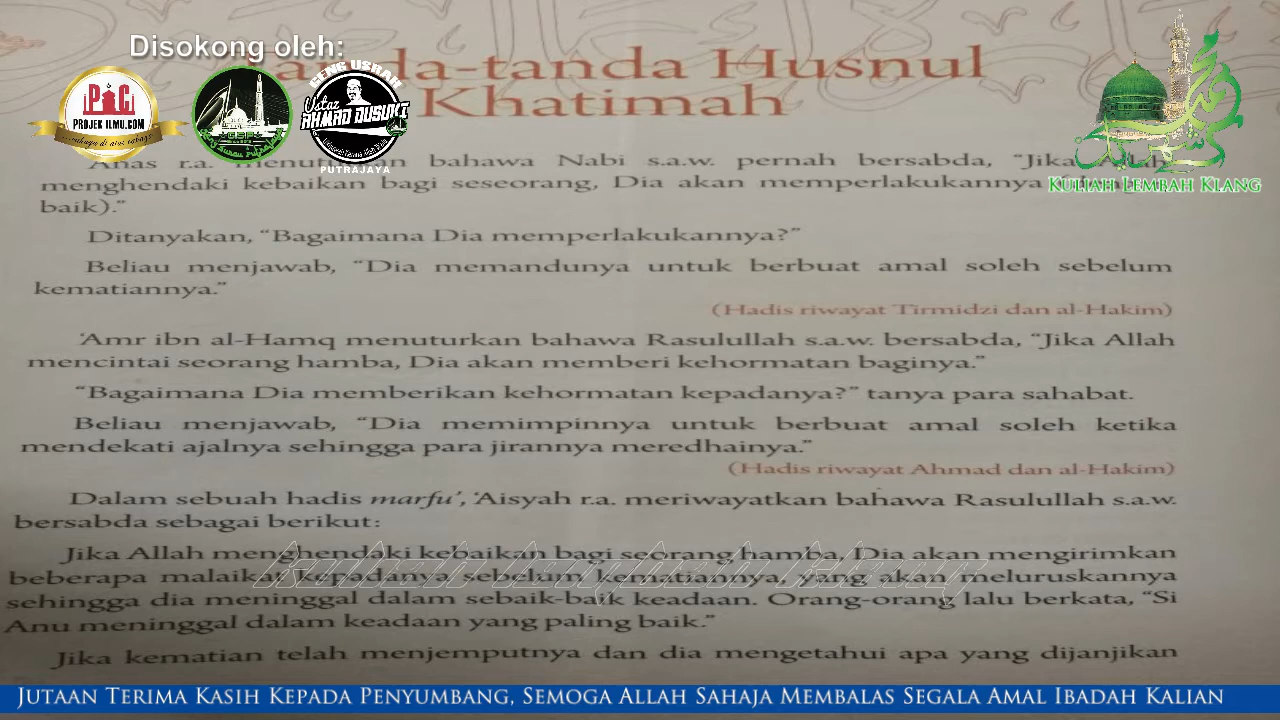 Disokong oleh:
Tanda-tanda Husnul
Khatimah
PIC
PROJEK ILMU.COM
GENG USRAH
Ustaz
AHMAD DUSUKI
PUTRAJAYA
KULIAH LEMBAH KLANG
Anas r.a. menuturkan bahawa Nabi s.a.w. pernah bersabda, “Jika Allah
menghendaki kebaikan bagi seseorang, Dia akan memperlakukannya
baik).”
Ditanyakan, “Bagaimana Dia memperlakukannya?”
Beliau menjawab, “Dia memandunya untuk berbuat amal soleh sebelum
kematiannya.”
(Hadis riwayat Tirmidzi dan al-Hakim)
‘Amr ibn al-Hamq menuturkan bahawa Rasulullah s.a.w. bersabda, “Jika Allah
mencintai seorang hamba, Dia akan memberi kehormatan baginya.”
“Bagaimana Dia memberikan kehormatan kepadanya?” tanya para sahabat.
Beliau menjawab, “Dia memimpinnya untuk berbuat amal soleh ketika
mendekati ajalnya sehingga para jirannya meredhainya.”
(Hadis riwayat Ahmad dan al-Hakim)
Dalam sebuah hadis marfu’, ‘Aisyah r.a. meriwayatkan bahawa Rasulullah s.a.w.
bersabda sebagai berikut:
Jika Allah menghendaki kebaikan bagi seorang hamba, Dia akan mengirimkan
beberapa malaikat kepadanya sebelum kematiannya, yang akan meluruskannya
sehingga dia meninggal dalam sebaik-baik keadaan. Orang-orang lalu berkata, “Si
Anu meninggal dalam keadaan yang paling baik.”
Kuliah Lembah Klang
Jika kematian telah menjemputnya dan dia mengetahui apa yang dijanjikan
JUTAAN TERIMA KASIH KEPADA PENYUMBANG, SEMOGA ALLAH SAHAJA MEMBALAS SEGALA AMAL IBADAH KALIAN